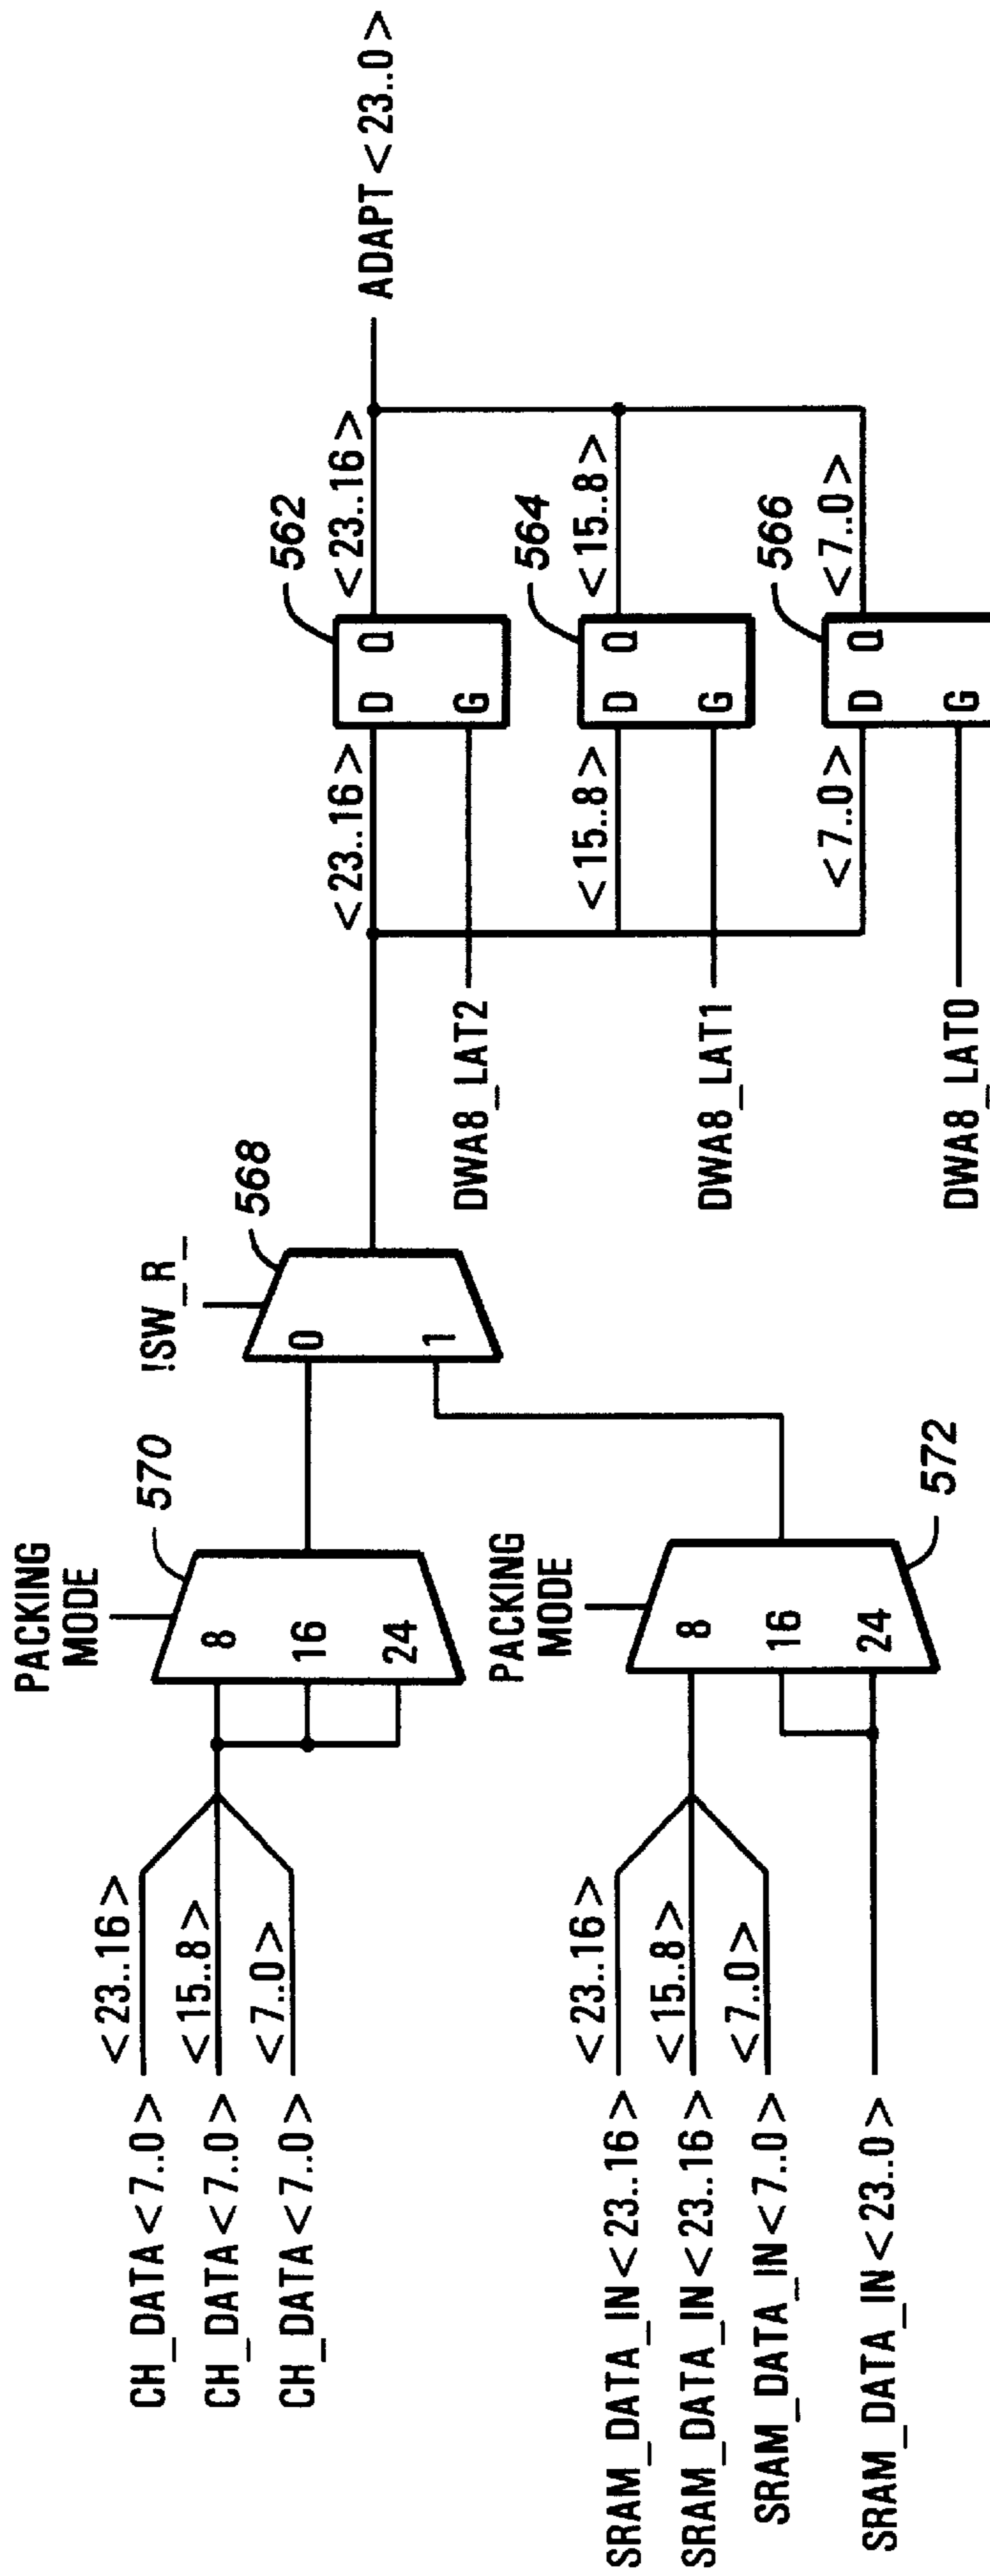 CH_DATA<7..0>
<23..16>
CH_DATA<7..0>
<15..8>
CH_DATA<7..0>
<7..0>
PACKING
MODE
570
8
16
24
!SW_R_
568
0
1
SRAM_DATA_IN<23..16>
<23..16>
SRAM_DATA_IN<23..16>
<15..8>
SRAM_DATA_IN<7..0>
<7..0>
SRAM_DATA_IN<23..0>
PACKING
MODE
572
8
16
24
<23..16>
562
D Q
G
<23..16>
DWA8_LAT2
ADAPT<23..0>
<15..8>
564
D Q
G
<15..8>
DWA8_LAT1
<7..0>
566
D Q
G
<7..0>
DWA8_LAT0